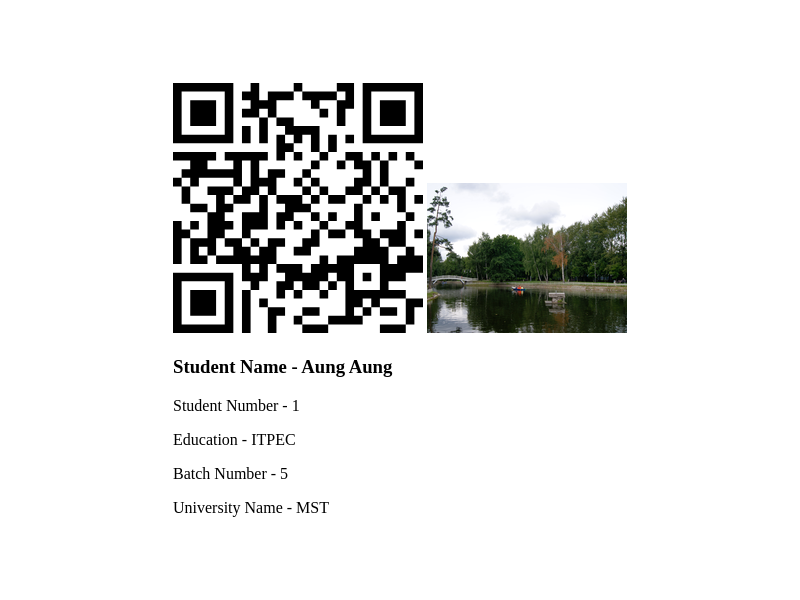 Student Name - Aung Aung
Student Number - 1
Education - ITPEC
Batch Number - 5
University Name - MST